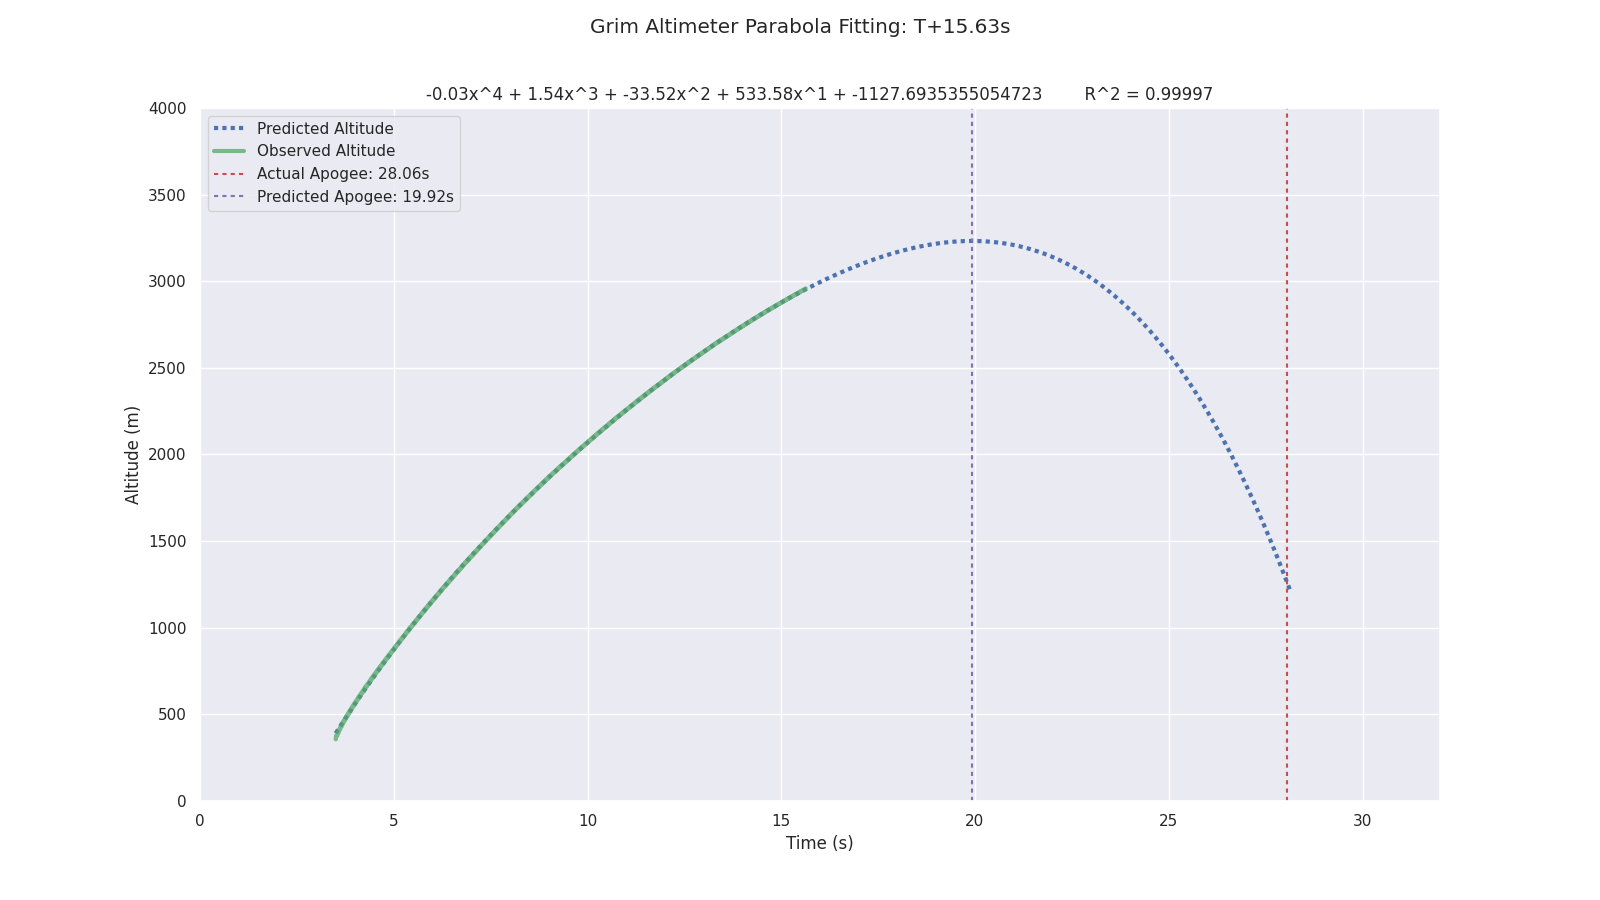 Grim Altimeter Parabola Fitting: T+15.63s
-0.03x^4 + 1.54x^3 + -33.52x^2 + 533.58x^1 + -1127.6935355054723 R^2 = 0.99997
Predicted Altitude
Observed Altitude
Actual Apogee: 28.06s
Predicted Apogee: 19.92s
4000
3500
3000
2500
2000
1500
1000
500
0
Altitude (m)
0 5 10 15 20 25 30
Time (s)